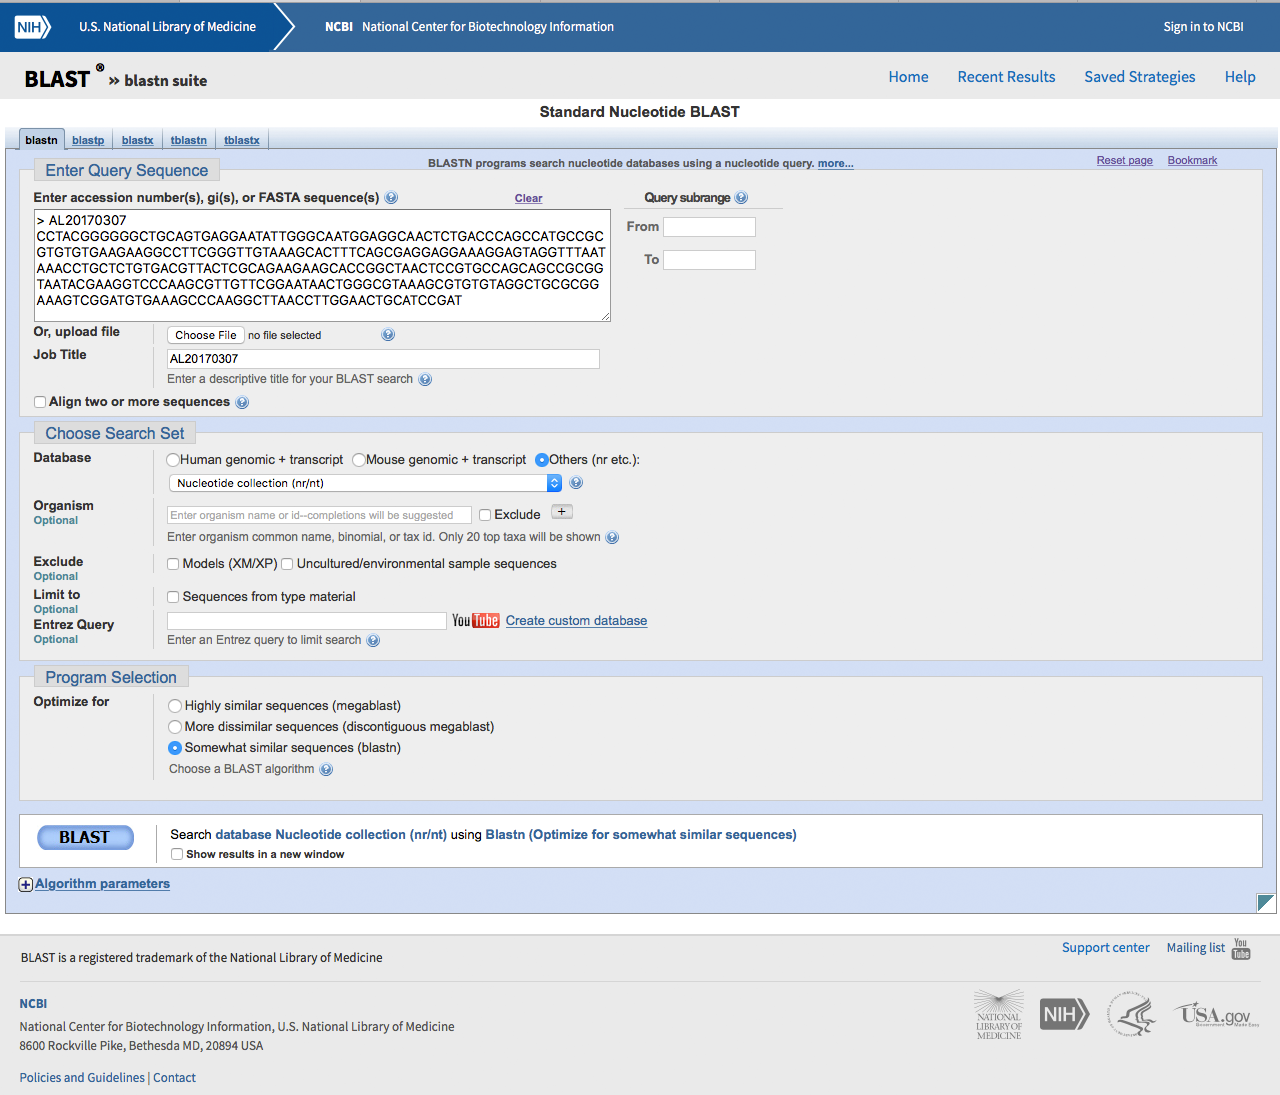 NIH U.S. National Library of Medicine NCBI National Center for Biotechnology Information Sign in to NCBI
BLAST ® » blastn suite Home Recent Results Saved Strategies Help
Standard Nucleotide BLAST
blastn blastp blastx tblastn tblastx
Enter Query Sequence BLASTN programs search nucleotide databases using a nucleotide query. more... Reset page Bookmark
Enter accession number(s), gi(s), or FASTA sequence(s) Clear Query subrange
> AL20170307
CCTACGGGGGGCTGCAGTGAGGAATATTGGGCAATGGAGGCAACTCTGACCCAGCCATGCCGC
GTGTGTGAAGAAGGCCTTCGGGTTGTAAAGCACTTTCAGCGAGGAGGAAAGGAGTAGGTTTAAT
AAACCTGCTCTGTGACGTTACTCGCAGAAGAAGCACCGGCTAACTCCGTGCCAGCAGCCGCGG
TAATACGAAGGTCCCAAGCGTTGTTCGGAATAACTGGGCGTAAAGCGTGTGTAGGCTGCGCGG
AAAGTCGGATGTGAAAGCCCAAGGCTTAACCTTGGAACTGCATCCGAT
From
To
Or, upload file Choose File no file selected
Job Title AL20170307
Enter a descriptive title for your BLAST search
Align two or more sequences
Choose Search Set
Database Human genomic + transcript Mouse genomic + transcript Others (nr etc.):
Nucleotide collection (nr/nt)
Organism
Optional Enter organism name or id--completions will be suggested Exclude +
Enter organism common name, binomial, or tax id. Only 20 top taxa will be shown
Exclude Models (XM/XP) Uncultured/environmental sample sequences
Optional
Limit to Sequences from type material
Optional
Entrez Query YouTube Create custom database
Optional Enter an Entrez query to limit search
Program Selection
Optimize for Highly similar sequences (megablast)
More dissimilar sequences (discontiguous megablast)
Somewhat similar sequences (blastn)
Choose a BLAST algorithm
BLAST Search database Nucleotide collection (nr/nt) using Blastn (Optimize for somewhat similar sequences)
Show results in a new window
Algorithm parameters
Support center Mailing list You Tube
BLAST is a registered trademark of the National Library of Medicine
NCBI
National Center for Biotechnology Information, U.S. National Library of Medicine
8600 Rockville Pike, Bethesda MD, 20894 USA
NATIONAL LIBRARY OF MEDICINE NIH USA.gov Government Made Easy
Policies and Guidelines | Contact